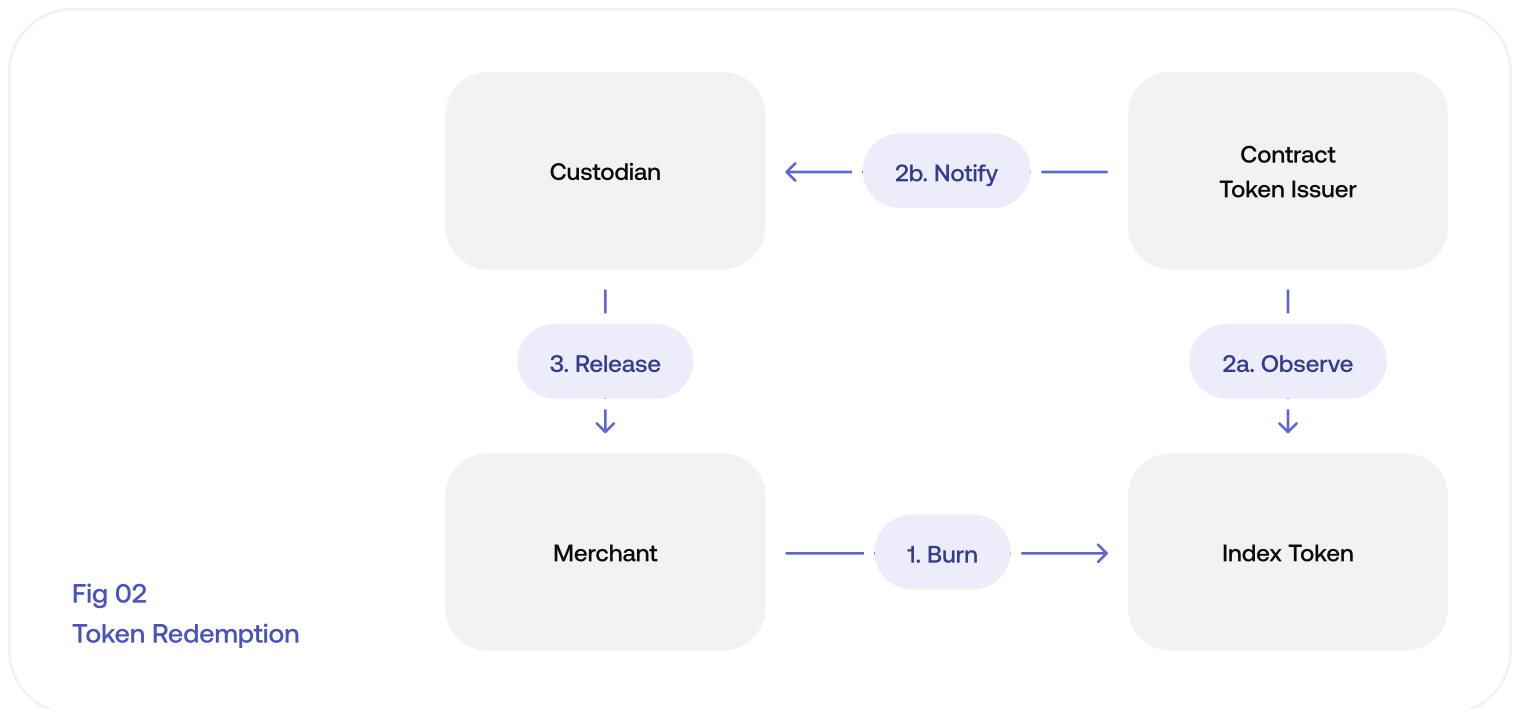 Custodian
2b. Notify
Contract
Token Issuer
3. Release
2a. Observe
Merchant
1. Burn
Index Token
Fig 02
Token Redemption